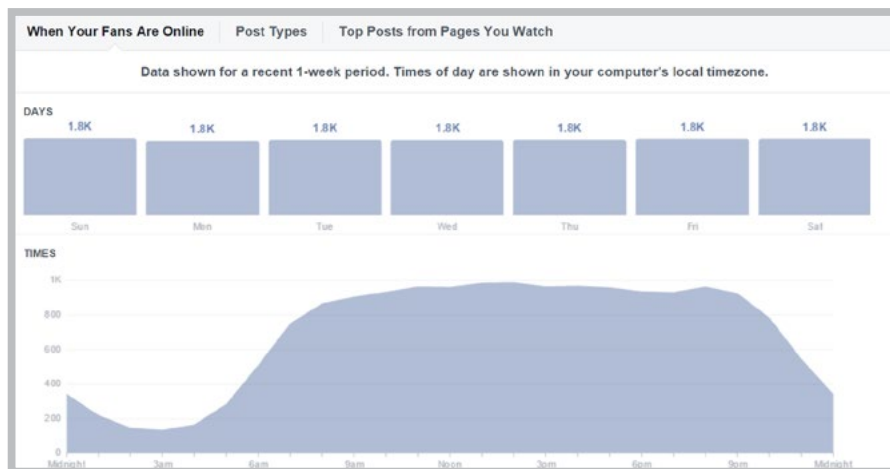 When Your Fans Are Online Post Types Top Posts from Pages You Watch
Data shown for a recent 1-week period. Times of day are shown in your computer's local timezone.
DAYS
1.8K 1.8K 1.8K 1.8K 1.8K 1.8K 1.8K
Sun Mon Tue Wed Thu Fri Sat
TIMES
1K
800
600
400
200
0
Midnight 3am 6am 9am Noon 3pm 6pm 9pm Midnight